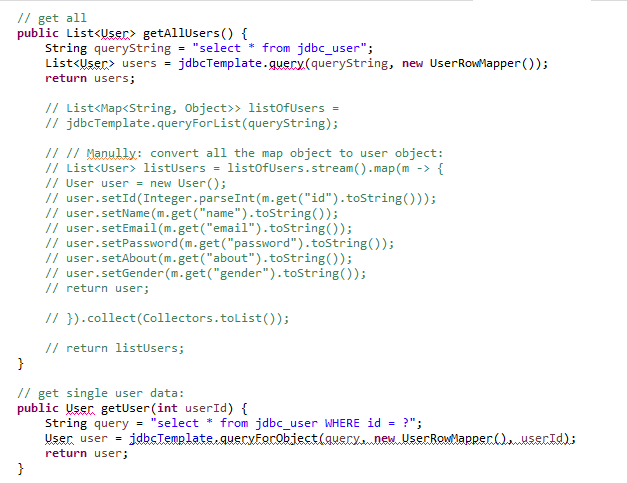 // get all
public List<User> getAllUsers() {
String queryString = "select * from jdbc_user";
List<User> users = jdbcTemplate.query(queryString, new UserRowMapper());
return users;
// List<Map<String, Object>> listOfUsers =
// jdbcTemplate.queryForList(queryString);
// // Manully: convert all the map object to user object:
// List<User> listUsers = listOfUsers.stream().map(m -> {
// User user = new User();
// user.setId(Integer.parseInt(m.get("id").toString()));
// user.setName(m.get("name").toString());
// user.setEmail(m.get("email").toString());
// user.setPassword(m.get("password").toString());
// user.setAbout(m.get("about").toString());
// user.setGender(m.get("gender").toString());
// return user;
// }).collect(Collectors.toList());
// return listUsers;
}
// get single user data:
public User getUser(int userId) {
String query = "select * from jdbc_user WHERE id = ?";
User user = jdbcTemplate.queryForObject(query, new UserRowMapper(), userId);
return user;
}